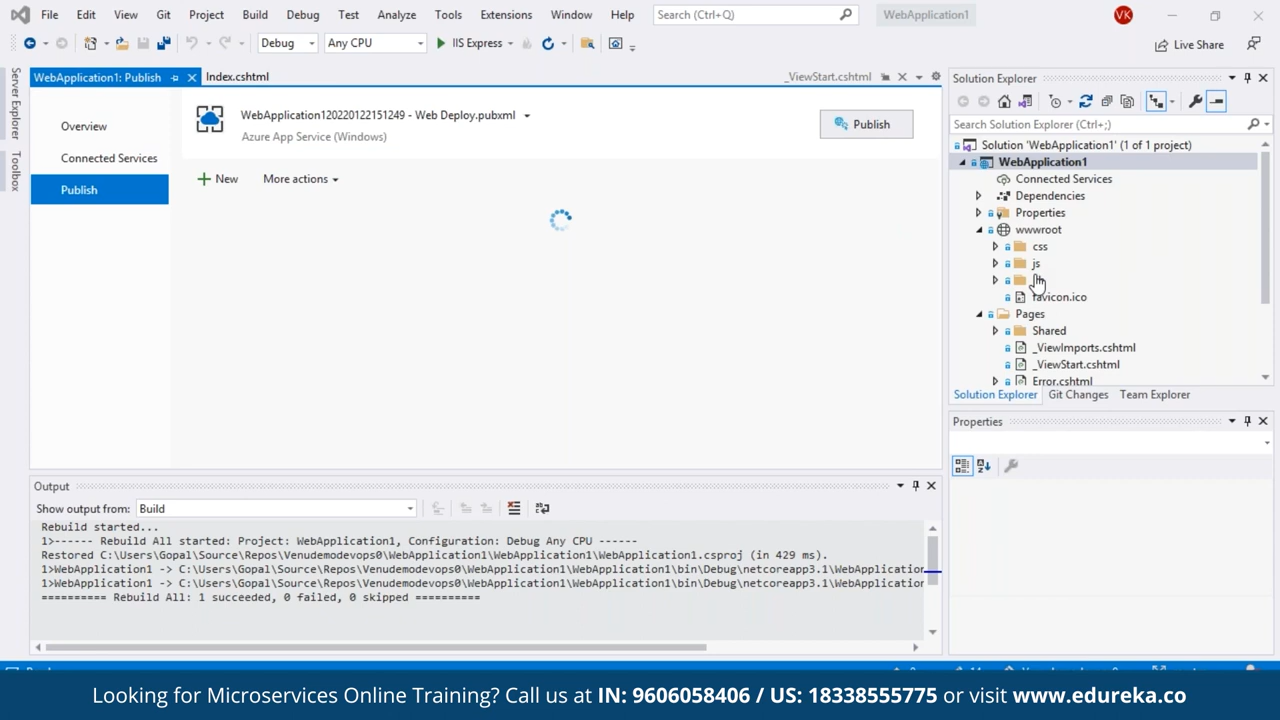 File Edit View Git Project Build Debug Test Analyze Tools Extensions Window Help Search (Ctrl+Q) WebApplication1 VK
Debug Any CPU IIS Express Live Share
Server Explorer
Toolbox
WebApplication1: Publish Index.cshtml _ViewStart.cshtml
Overview
Connected Services
Publish
WebApplication120220122151249 - Web Deploy.pubxml
Azure App Service (Windows)
Publish
New More actions
Solution Explorer
Search Solution Explorer (Ctrl+;)
Solution 'WebApplication1' (1 of 1 project)
WebApplication1
Connected Services
Dependencies
Properties
wwwroot
css
js
favicon.ico
Pages
Shared
_ViewImports.cshtml
_ViewStart.cshtml
Error.cshtml
Solution Explorer Git Changes Team Explorer
Properties
Output
Show output from: Build
Rebuild started...
1>------ Rebuild All started: Project: WebApplication1, Configuration: Debug Any CPU ------
Restored C:\Users\Gopal\Source\Repos\Venudemodevops0\WebApplication1\WebApplication1\WebApplication1.csproj (in 429 ms).
1>WebApplication1 -> C:\Users\Gopal\Source\Repos\Venudemodevops0\WebApplication1\WebApplication1\bin\Debug\netcoreapp3.1\WebApplication
1>WebApplication1 -> C:\Users\Gopal\Source\Repos\Venudemodevops0\WebApplication1\WebApplication1\bin\Debug\netcoreapp3.1\WebApplication
========== Rebuild All: 1 succeeded, 0 failed, 0 skipped ==========
Looking for Microservices Online Training? Call us at IN: 9606058406 / US: 18338555775 or visit www.edureka.co